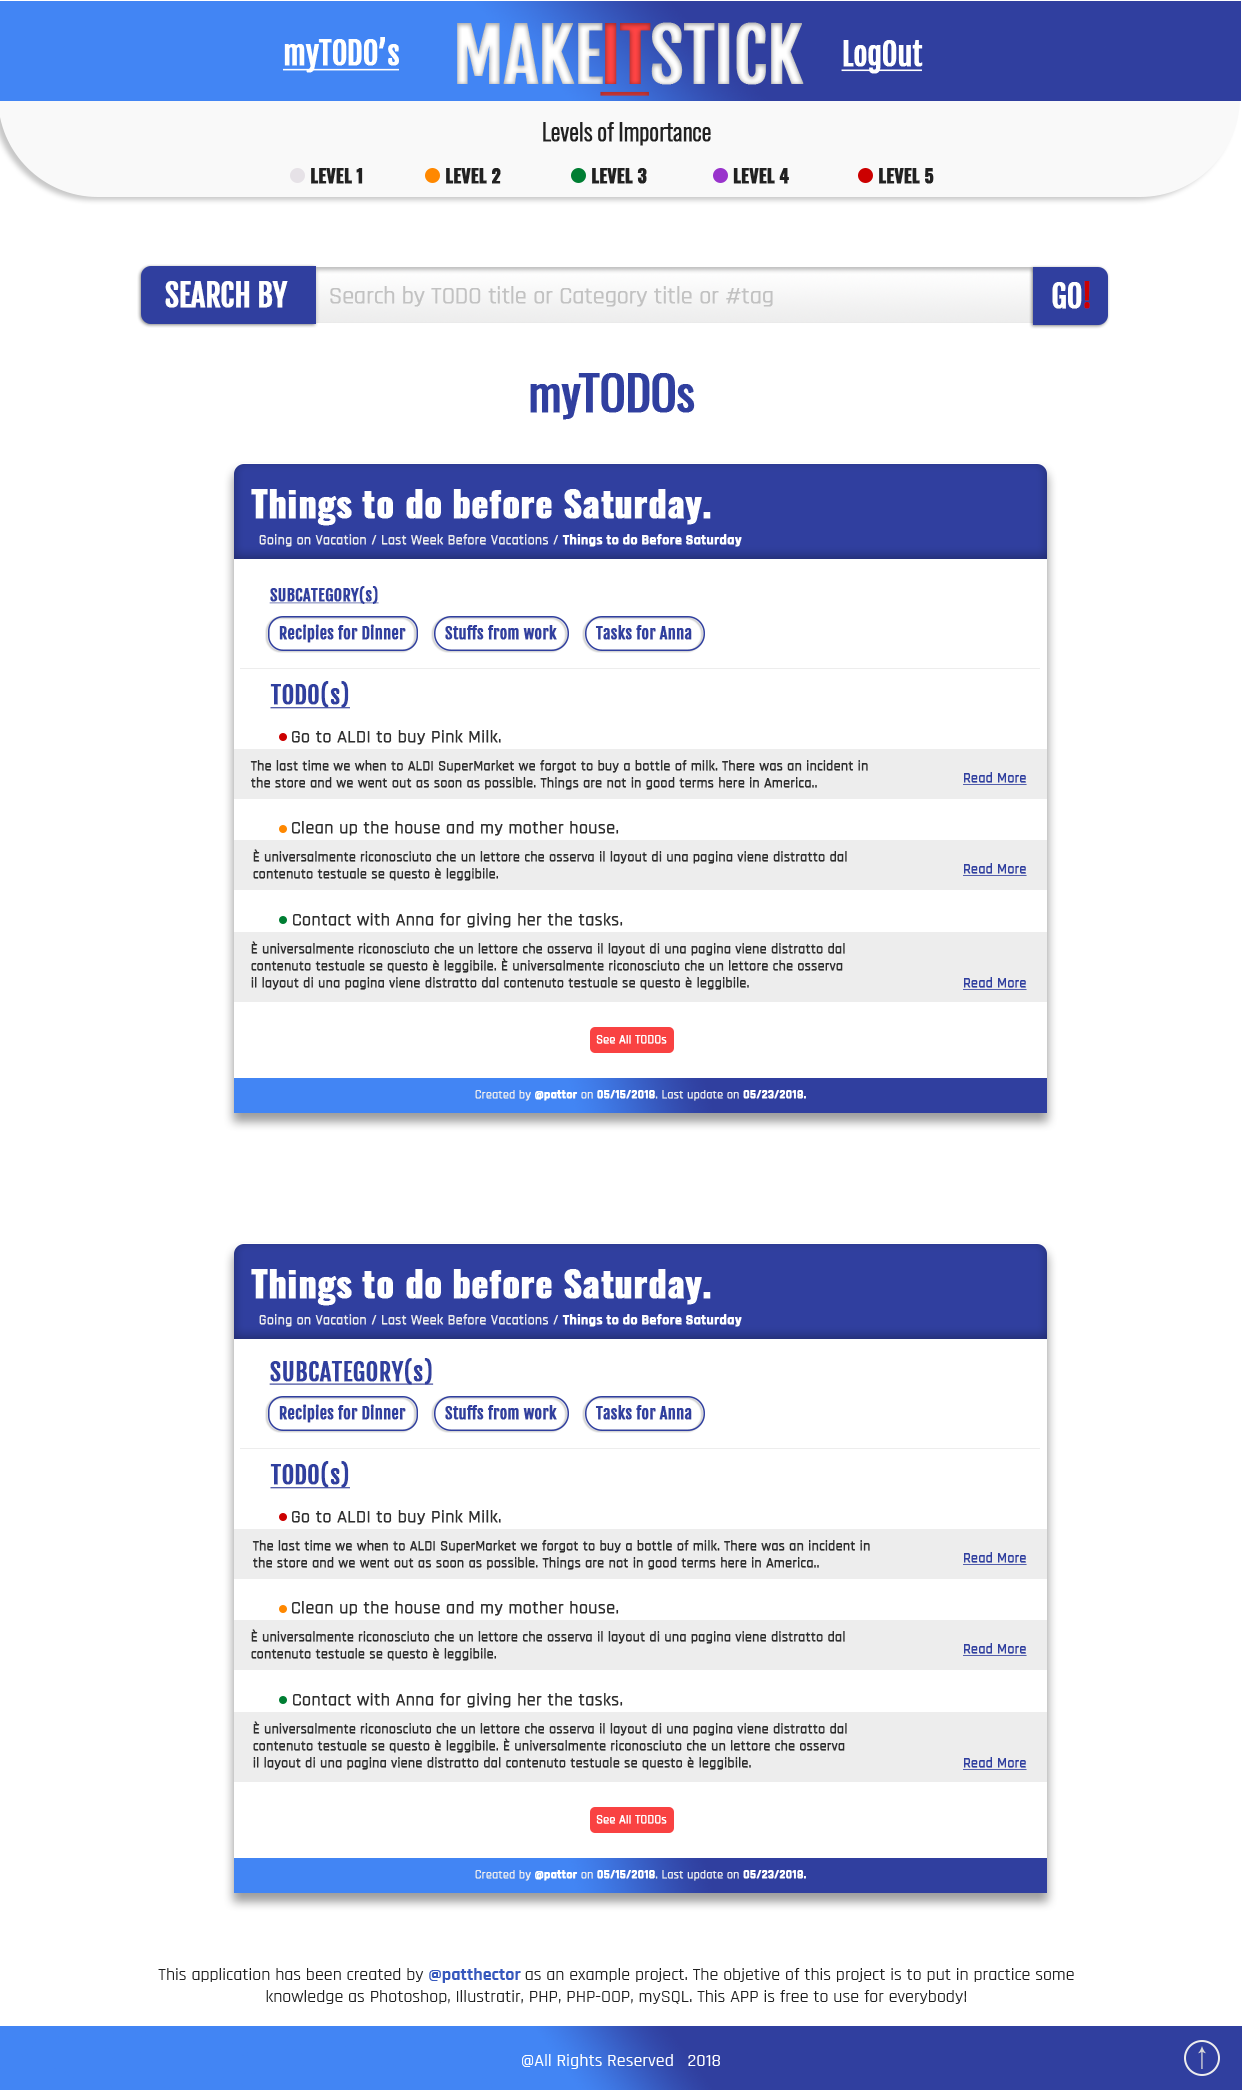 myTODO's MAKEITSTICK LogOut
Levels of Importance
LEVEL 1 LEVEL 2 LEVEL 3 LEVEL 4 LEVEL 5
SEARCH BY Search by TODO title or Category title or #tag GO!
myTODOs
Things to do before Saturday.
Going on Vacation / Last Week Before Vacations / Things to do Before Saturday
SUBCATEGORY(s)
Recipies for Dinner Stuffs from work Tasks for Anna
TODO(s)
Go to ALDI to buy Pink Milk.
The last time we when to ALDI SuperMarket we forgot to buy a bottle of milk. There was an incident in
the store and we went out as soon as possible. Things are not in good terms here in America..
Read More
Clean up the house and my mother house.
È universalmente riconosciuto che un lettore che osserva il layout di una pagina viene distratto dal
contenuto testuale se questo è leggibile.
Read More
Contact with Anna for giving her the tasks.
È universalmente riconosciuto che un lettore che osserva il layout di una pagina viene distratto dal
contenuto testuale se questo è leggibile. È universalmente riconosciuto che un lettore che osserva
il layout di una pagina viene distratto dal contenuto testuale se questo è leggibile.
Read More
See All TODOs
Created by @pattor on 05/15/2018. Last update on 05/23/2018.
Things to do before Saturday.
Going on Vacation / Last Week Before Vacations / Things to do Before Saturday
SUBCATEGORY(s)
Recipies for Dinner Stuffs from work Tasks for Anna
TODO(s)
Go to ALDI to buy Pink Milk.
The last time we when to ALDI SuperMarket we forgot to buy a bottle of milk. There was an incident in
the store and we went out as soon as possible. Things are not in good terms here in America..
Read More
Clean up the house and my mother house.
È universalmente riconosciuto che un lettore che osserva il layout di una pagina viene distratto dal
contenuto testuale se questo è leggibile.
Read More
Contact with Anna for giving her the tasks.
È universalmente riconosciuto che un lettore che osserva il layout di una pagina viene distratto dal
contenuto testuale se questo è leggibile. È universalmente riconosciuto che un lettore che osserva
il layout di una pagina viene distratto dal contenuto testuale se questo è leggibile.
Read More
See All TODOs
Created by @pattor on 05/15/2018. Last update on 05/23/2018.
This application has been created by @patthector as an example project. The objetive of this project is to put in practice some
knowledge as Photoshop, Illustratir, PHP, PHP-OOP, mySQL. This APP is free to use for everybody!
@All Rights Reserved 2018